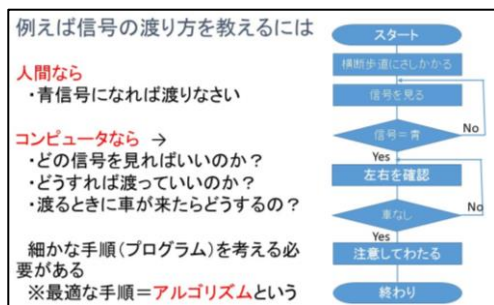 例えば信号の渡り方を教えるには
人間なら
・青信号になれば渡りなさい
コンピュータなら →
・どの信号を見ればいいのか？
・どうすれば渡っていいのか？
・渡るときに車が来たらどうするの？
細かな手順（プログラム）を考える必
要がある
※最適な手順＝アルゴリズムという
スタート
横断歩道にさしかかる
信号を見る
信号＝青
No
Yes
左右を確認
車なし
No
Yes
注意してわたる
終わり